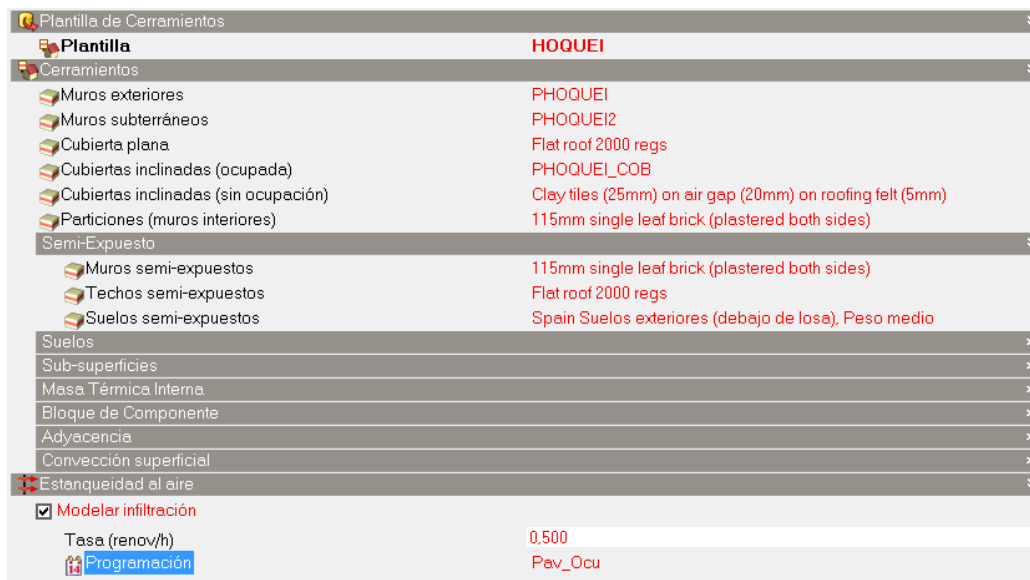 Plantilla de Cerramientos
Plantilla HOQUEI
Cerramientos
Muros exteriores PHOQUEI
Muros subterráneos PHOQUEI2
Cubierta plana Flat roof 2000 regs
Cubiertas inclinadas (ocupada) PHOQUEI_COB
Cubiertas inclinadas (sin ocupación) Clay tiles (25mm) on air gap (20mm) on roofing felt (5mm)
Particiones (muros interiores) 115mm single leaf brick (plastered both sides)
Semi-Expuesto
Muros semi-expuestos 115mm single leaf brick (plastered both sides)
Techos semi-expuestos Flat roof 2000 regs
Suelos semi-expuestos Spain Suelos exteriores (debajo de losa), Peso medio
Suelos
Sub-superficies
Masa Térmica Interna
Bloque de Componente
Adyacencia
Convección superficial
Estanqueidad al aire
Modelar infiltración
Tasa (renov/h) 0,500
14 Programación Pav_Ocu